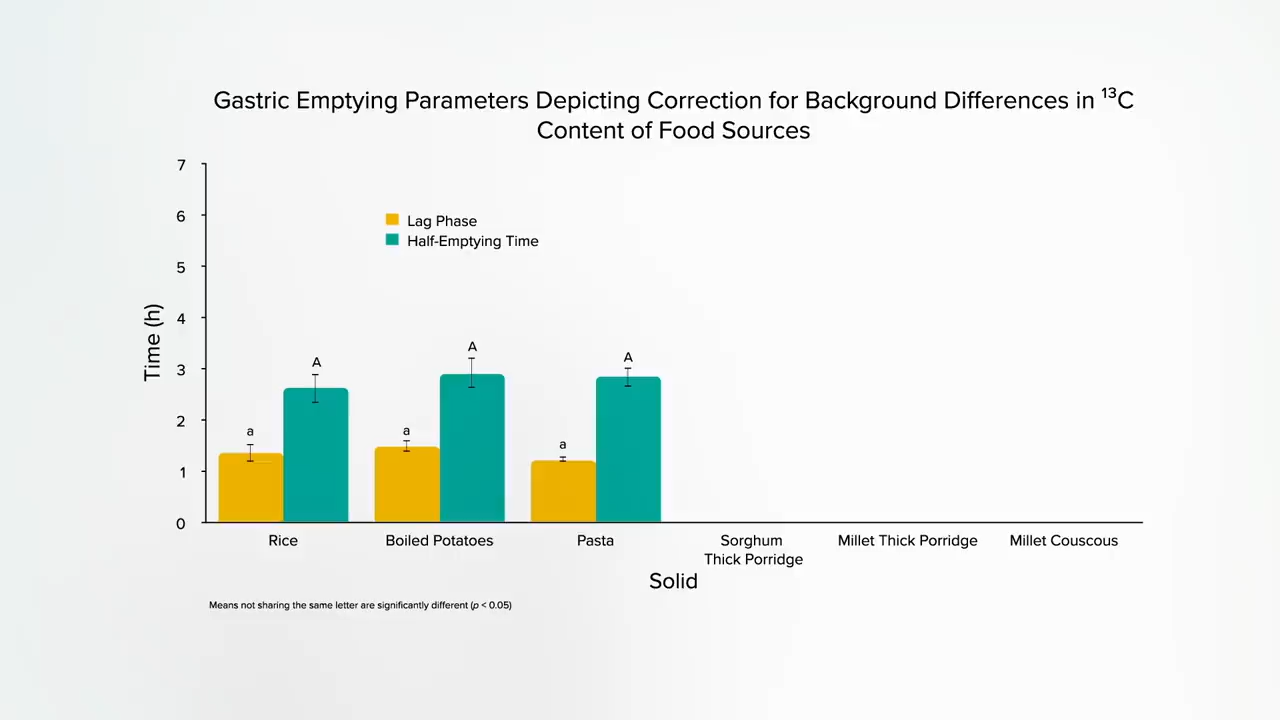 Gastric Emptying Parameters Depicting Correction for Background Differences in ¹³C
Content of Food Sources
7
6
5
4
3
2
1
0
Time (h)
Lag Phase
Half-Emptying Time
a
A
a
A
a
A
Rice
Boiled Potatoes
Pasta
Sorghum
Thick Porridge
Millet Thick Porridge
Millet Couscous
Solid
Means not sharing the same letter are significantly different (p < 0.05)